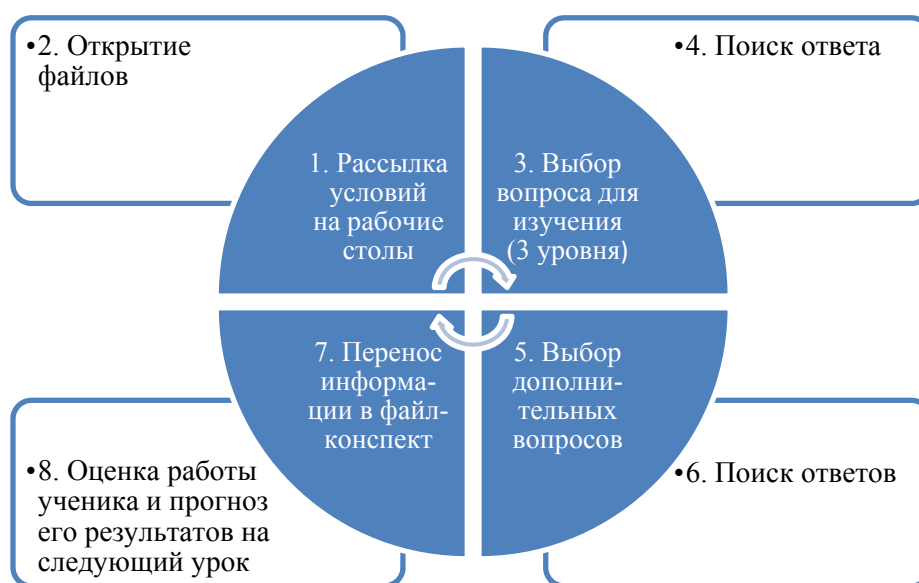 •2. Открытие
файлов
•4. Поиск ответа
1. Рассылка
условий
на рабочие
столы
3. Выбор
вопроса для
изучения
(3 уровня)
7. Перенос
информа-
ции в файл-
конспект
5. Выбор
дополни-
тельных
вопросов
•8. Оценка работы
ученика и прогноз
его результатов на
следующий урок
•6. Поиск ответов